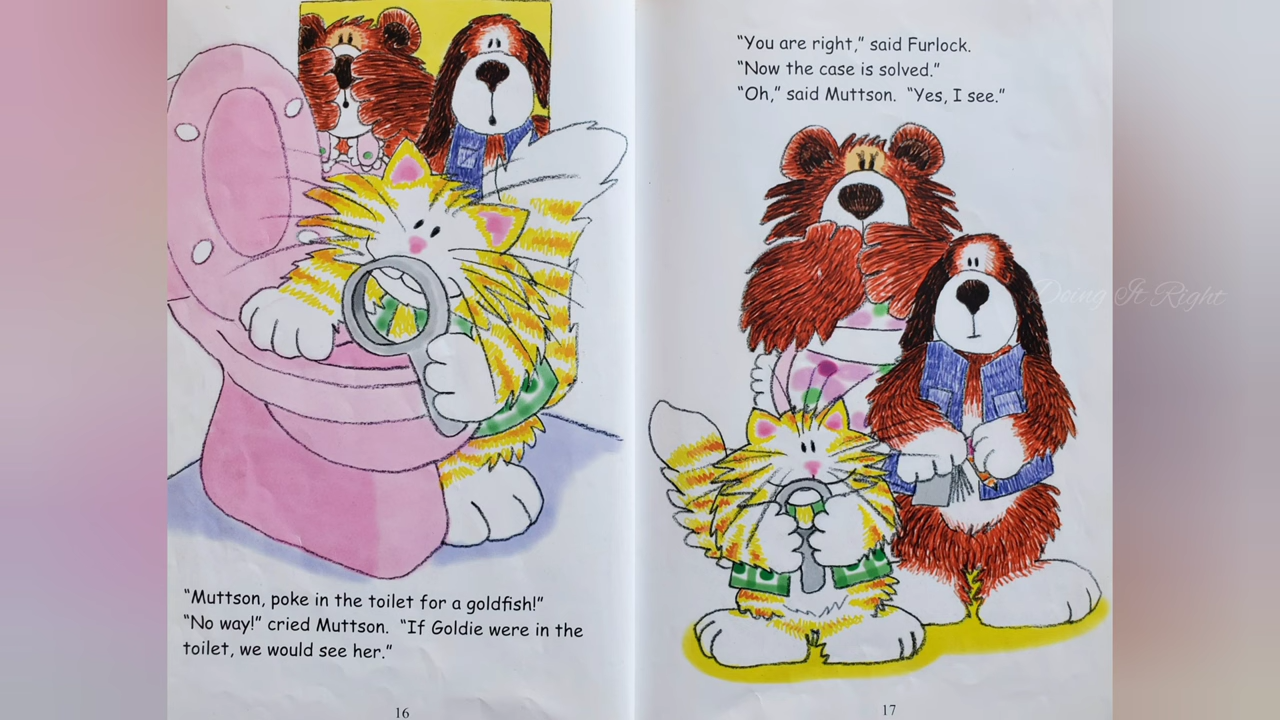 "Muttson, poke in the toilet for a goldfish!"
"No way!" cried Muttson.  "If Goldie were in the
toilet, we would see her."
16
"You are right," said Furlock.
"Now the case is solved."
"Oh," said Muttson.  "Yes, I see."
Doing It Right
17